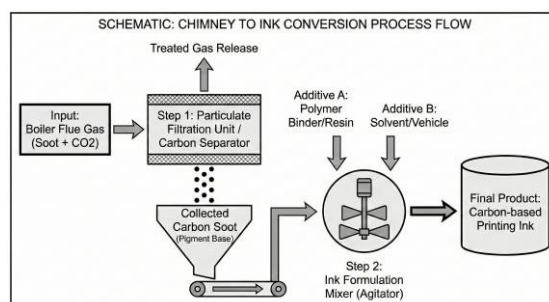 SCHEMATIC: CHIMNEY TO INK CONVERSION PROCESS FLOW
Treated Gas Release
Input:
Boiler Flue Gas
(Soot + CO2)
Step 1: Particulate
Filtration Unit /
Carbon Separator
Collected
Carbon Soot
(Pigment Base)
Additive A:
Polymer
Binder/Resin
Additive B:
Solvent/Vehicle
Step 2:
Ink Formulation
Mixer (Agitator)
Final Product:
Carbon-based
Printing Ink